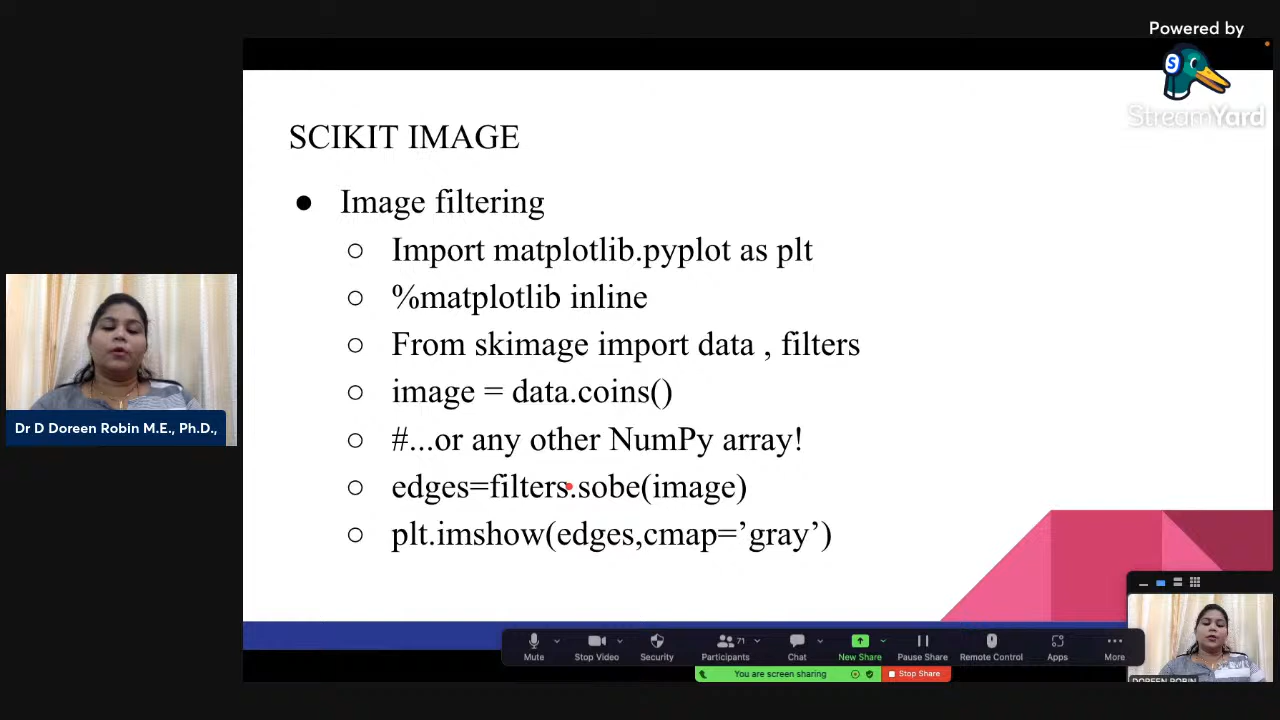 Powered by
StreamYard
SCIKIT IMAGE
● Image filtering
○ Import matplotlib.pyplot as plt
○ %matplotlib inline
○ From skimage import data , filters
○ image = data.coins()
○ #...or any other NumPy array!
○ edges=filters.sobe(image)
○ plt.imshow(edges,cmap=’gray’)
Dr D Doreen Robin M.E., Ph.D.,
Mute
Stop Video
Security
Participants 71
Chat
New Share
Pause Share
Remote Control
Apps
More
You are screen sharing
Stop Share
DOREEN ROBIN